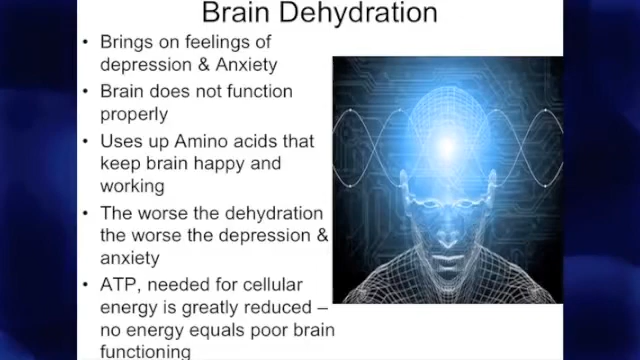 Brain Dehydration
• Brings on feelings of
depression & Anxiety
• Brain does not function
properly
• Uses up Amino acids that
keep brain happy and
working
• The worse the dehydration
the worse the depression &
anxiety
• ATP, needed for cellular
energy is greatly reduced –
no energy equals poor brain
functioning